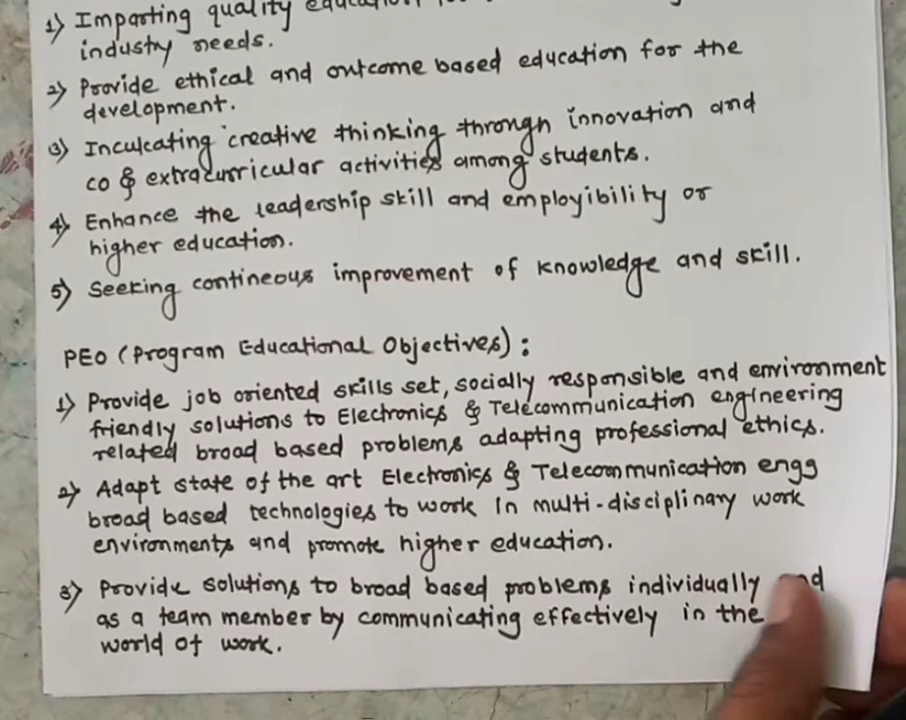 1) Imparting quality
industry needs.
2) Provide ethical and outcome based education for the
development.
3) Inculcating creative thinking through innovation and
co & extracurricular activities among students.
4) Enhance the leadership skill and employibility or
higher education.
5) Seeking contineous improvement of knowledge and skill.
PEO (Program Educational Objectives) :
1) Provide job oriented skills set, socially responsible and environment
friendly solutions to Electronics & Telecommunication engineering
related broad based problems adapting professional ethics.
2) Adapt state of the art Electronics & Telecommunication engg
broad based technologies to work in multi-disciplinary work
environments and promote higher education.
3) Provide solutions to broad based problems individually and
as a team member by communicating effectively in the
world of work.